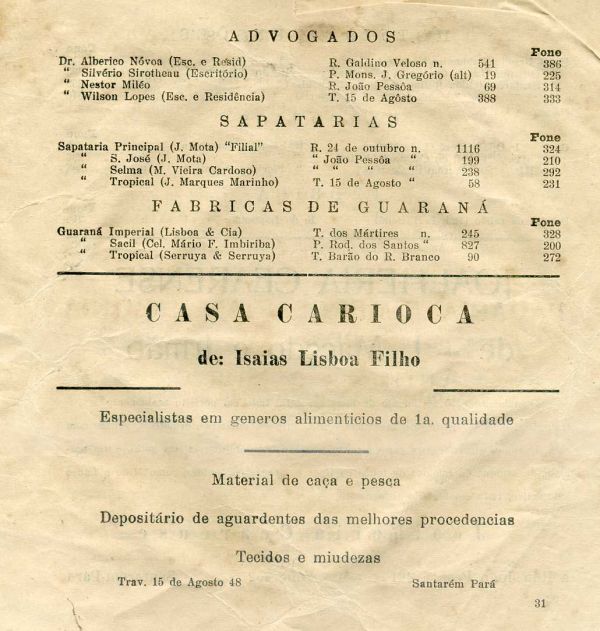 ADVOGADOS
Fone
Dr. Alberico Nóvoa (Esc. e Resid) R. Galdino Veloso n. 541 386
“ Silvério Sirotheau (Escritório) P. Mons. J. Gregório (alt) 19 225
“ Nestor Miléo R. João Pessôa 69 314
“ Wilson Lopes (Esc. e Residência) T. 15 de Agôsto 388 333
SAPATARIAS
Fone
Sapataria Principal (J. Mota) “Filial” R. 24 de outubro n. 1116 324
“ S. José (J. Mota) “ João Pessôa “ 199 210
“ Selma (M. Vieira Cardoso) “ “ “ “ 238 292
“ Tropical (J. Marques Marinho) T. 15 de Agosto “ 58 231
FABRICAS DE GUARANÁ
Fone
Guaraná Imperial (Lisboa & Cia) T. dos Mártires n. 245 328
“ Sacil (Cel. Mário F. Imbiriba) P. Rod. dos Santos “ 827 200
“ Tropical (Serruya & Serruya) T. Barão do R. Branco 90 272
CASA CARIOCA
de: Isaias Lisboa Filho
Especialistas em generos alimenticios de 1a. qualidade
Material de caça e pesca
Depositário de aguardentes das melhores procedencias
Tecidos e miudezas
Trav. 15 de Agosto 48 Santarém Pará
31